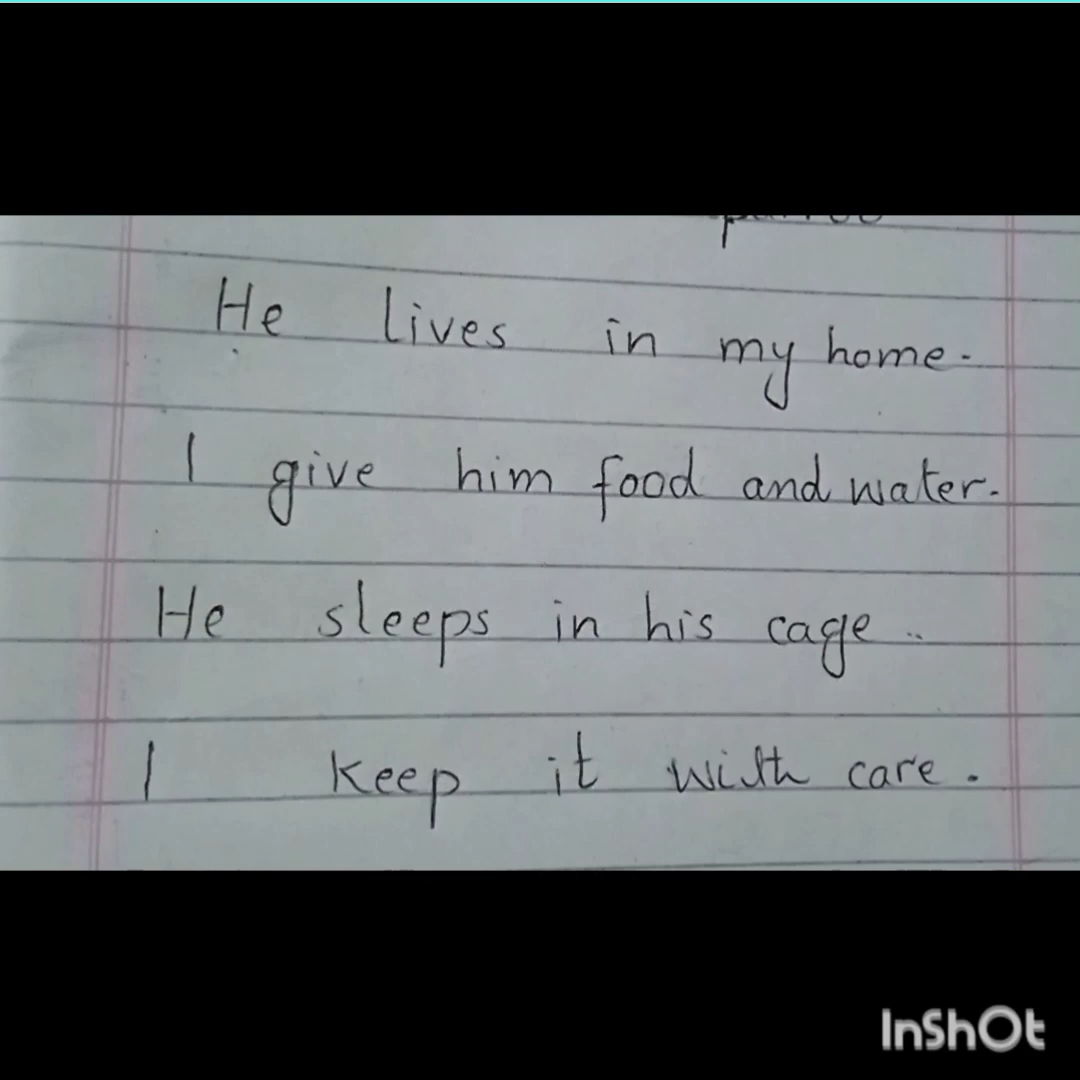 He lives in my home.
I give him food and water.
He sleeps in his cage..
I keep it with care.
InShOt